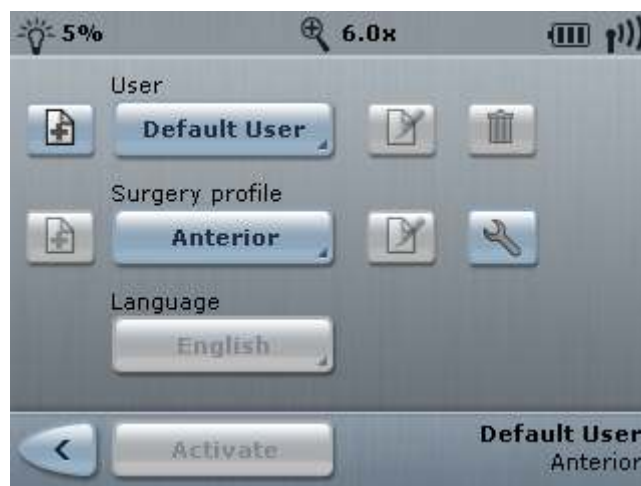 5% 6.0x
User
Default User
Surgery profile
Anterior
Language
English
Activate
Default User
Anterior